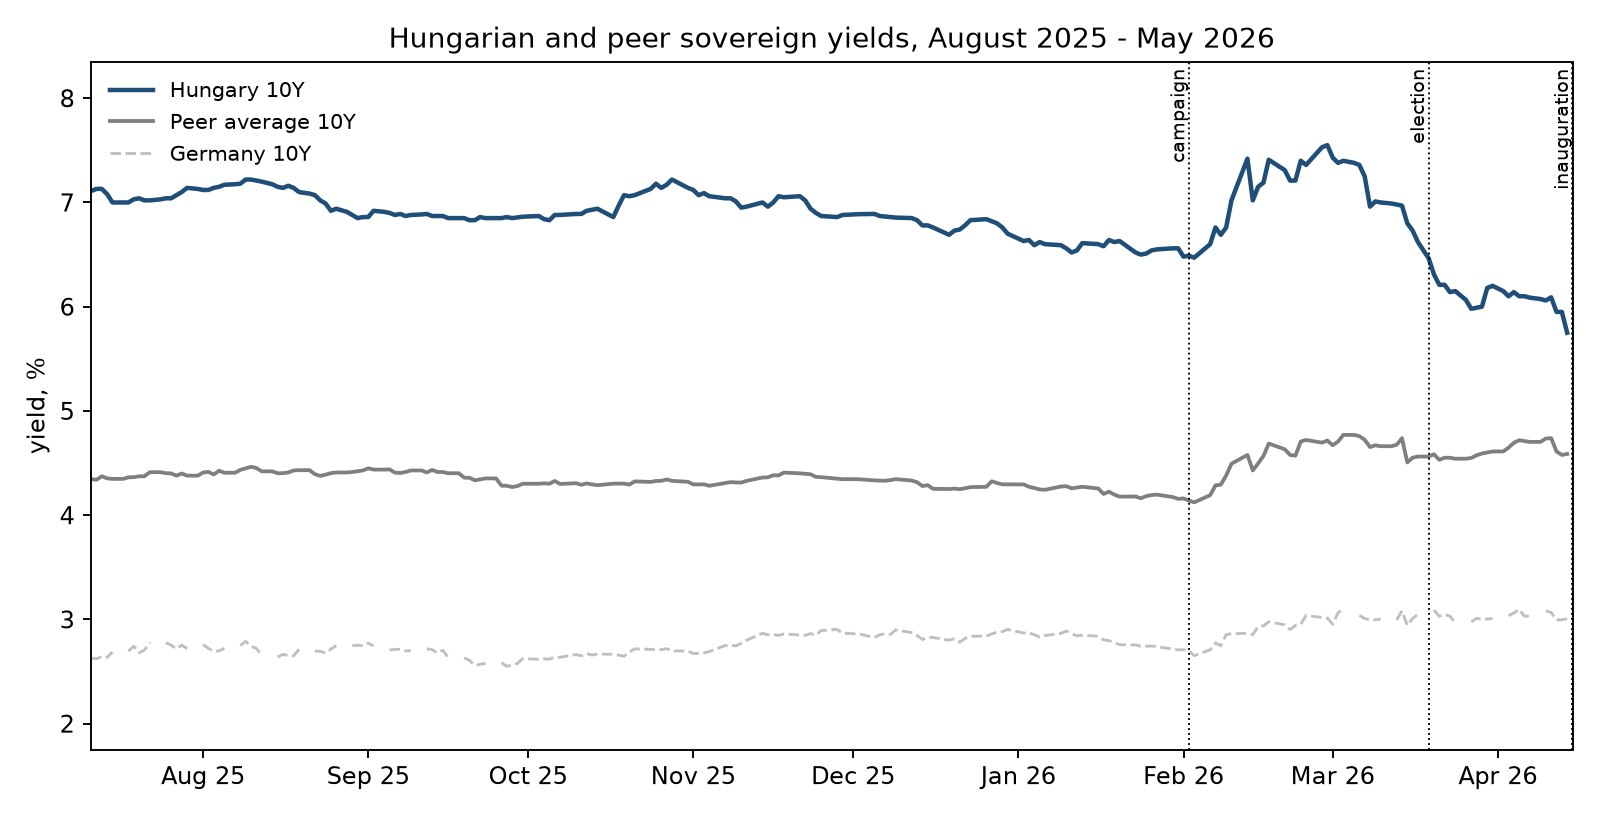 Hungarian and peer sovereign yields, August 2025 - May 2026
Hungary 10Y
Peer average 10Y
Germany 10Y
campaign
election
inauguration
yield, %
8
7
6
5
4
3
2
Aug 25
Sep 25
Oct 25
Nov 25
Dec 25
Jan 26
Feb 26
Mar 26
Apr 26